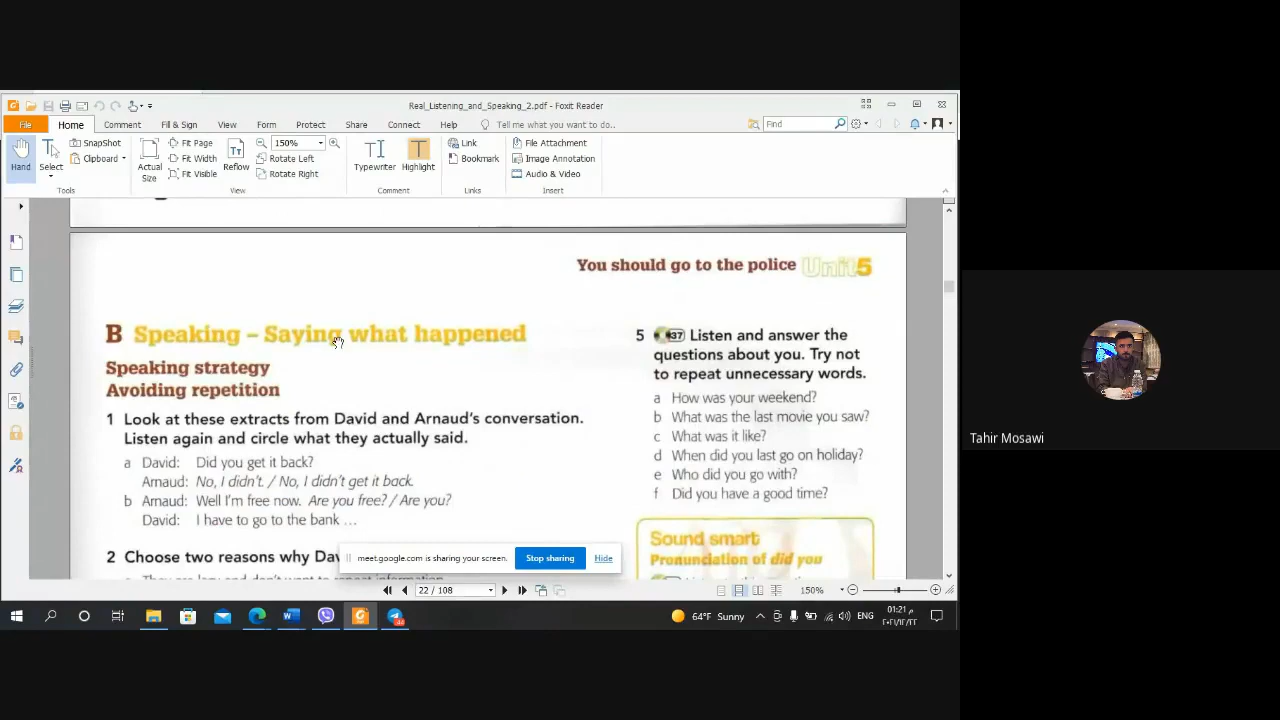 Real_Listening_and_Speaking_2.pdf - Foxit Reader
File Home Comment Fill & Sign View Form Protect Share Connect Help Tell me what you want to do.. Find
Hand
Select
SnapShot
Clipboard
Tools
Actual Size
Fit Page
Fit Width
Fit Visible
Reflow
150%
Rotate Left
Rotate Right
View
Typewriter
Highlight
Comment
Link
Bookmark
Links
File Attachment
Image Annotation
Audio & Video
Insert
You should go to the police Unit5
B Speaking – Saying what happened
Speaking strategy
Avoiding repetition
1 Look at these extracts from David and Arnaud's conversation.
Listen again and circle what they actually said.
a David: Did you get it back?
Arnaud: No, I didn't. / No, I didn't get it back.
b Arnaud: Well I'm free now. Are you free? / Are you?
David: I have to go to the bank …
2 Choose two reasons why
5 37 Listen and answer the
questions about you. Try not
to repeat unnecessary words.
a How was your weekend?
b What was the last movie you saw?
c What was it like?
d When did you last go on holiday?
e Who did you go with?
f Did you have a good time?
Sound smart
Pronunciation of did you
meet.google.com is sharing your screen.
Stop sharing
Hide
22 / 108
150%
64°F Sunny
ENG
01:21 م
Tahir Mosawi